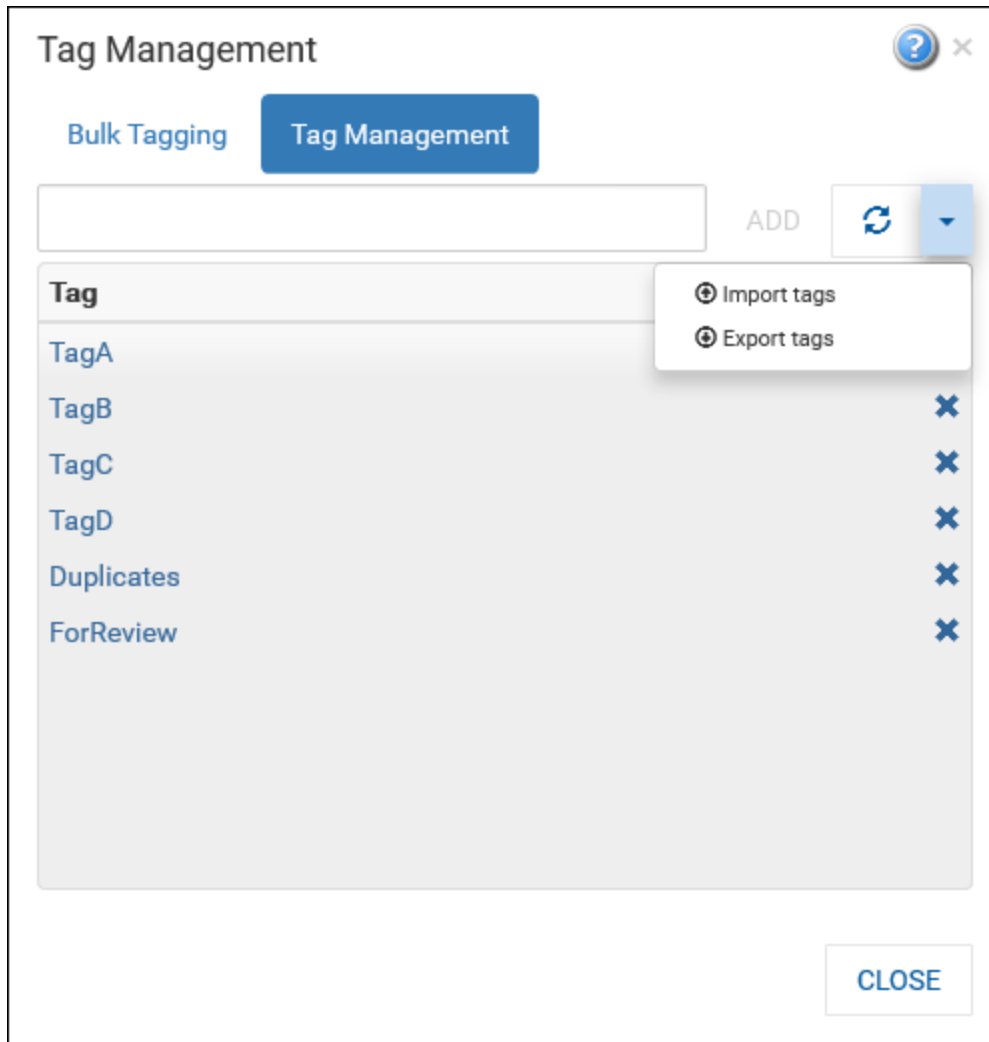 Tag Management
Bulk Tagging Tag Management
ADD
Tag
Import tags
Export tags
TagA
TagB
TagC
TagD
Duplicates
ForReview
CLOSE